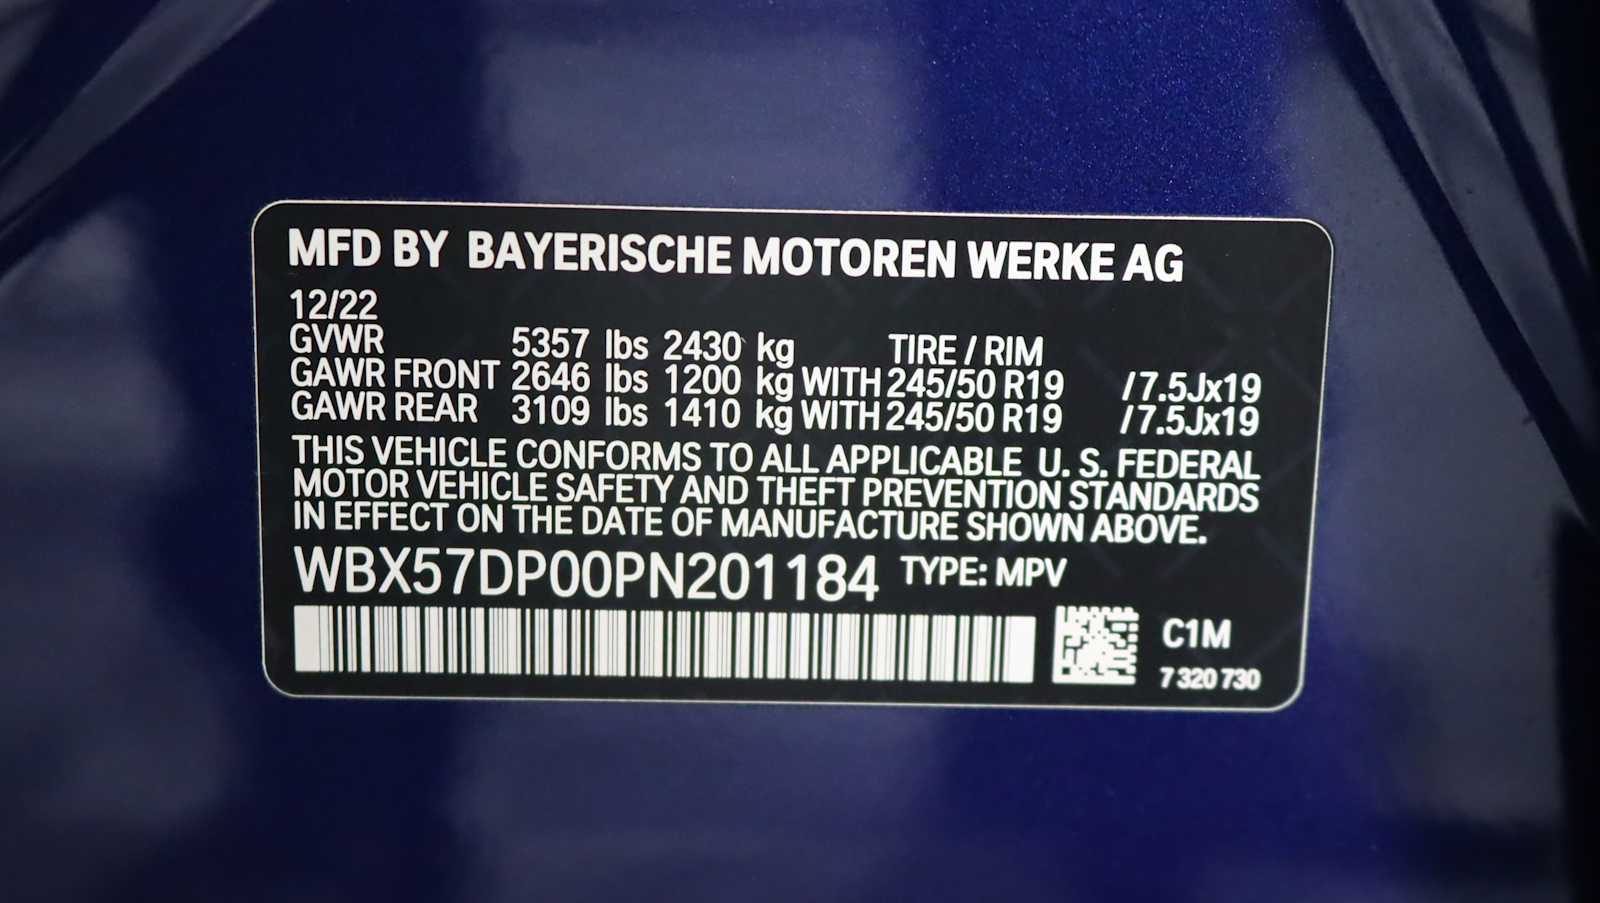 MFD BY BAYERISCHE MOTOREN WERKE AG
12/22
GVWR 5357 lbs 2430 kg TIRE / RIM
GAWR FRONT 2646 lbs 1200 kg WITH 245/50 R19 /7.5Jx19
GAWR REAR 3109 lbs 1410 kg WITH 245/50 R19 /7.5Jx19
THIS VEHICLE CONFORMS TO ALL APPLICABLE U. S. FEDERAL
MOTOR VEHICLE SAFETY AND THEFT PREVENTION STANDARDS
IN EFFECT ON THE DATE OF MANUFACTURE SHOWN ABOVE.
WBX57DP00PN201184 TYPE: MPV
C1M
7 320 730